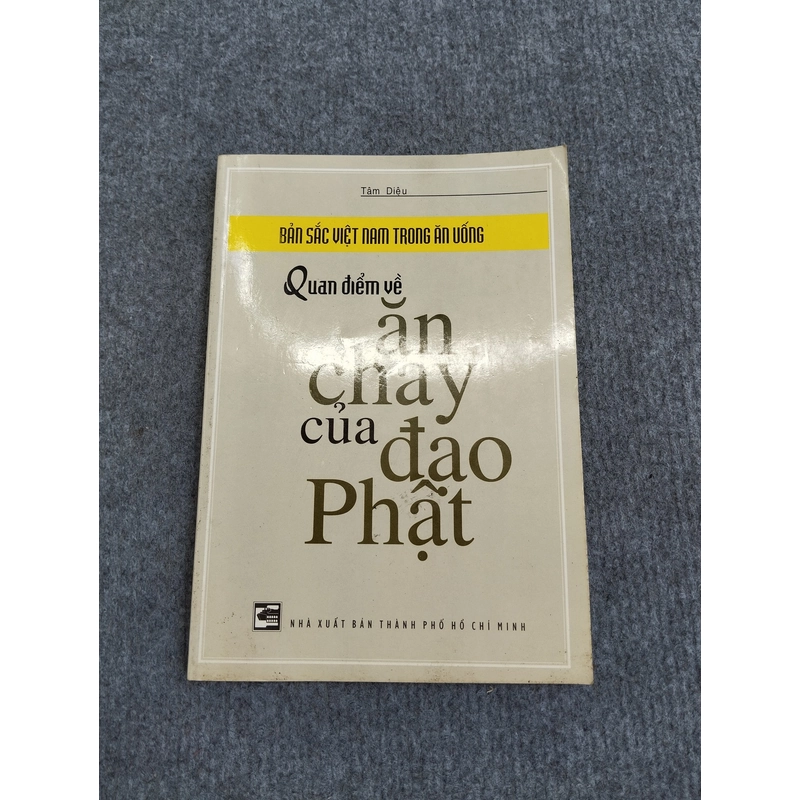 Tâm Diệu
BẢN SẮC VIỆT NAM TRONG ĂN UỐNG
Quan điểm về
ăn
chay
của
đạo
Phật
NHÀ XUẤT BẢN THÀNH PHỐ HỒ CHÍ MINH